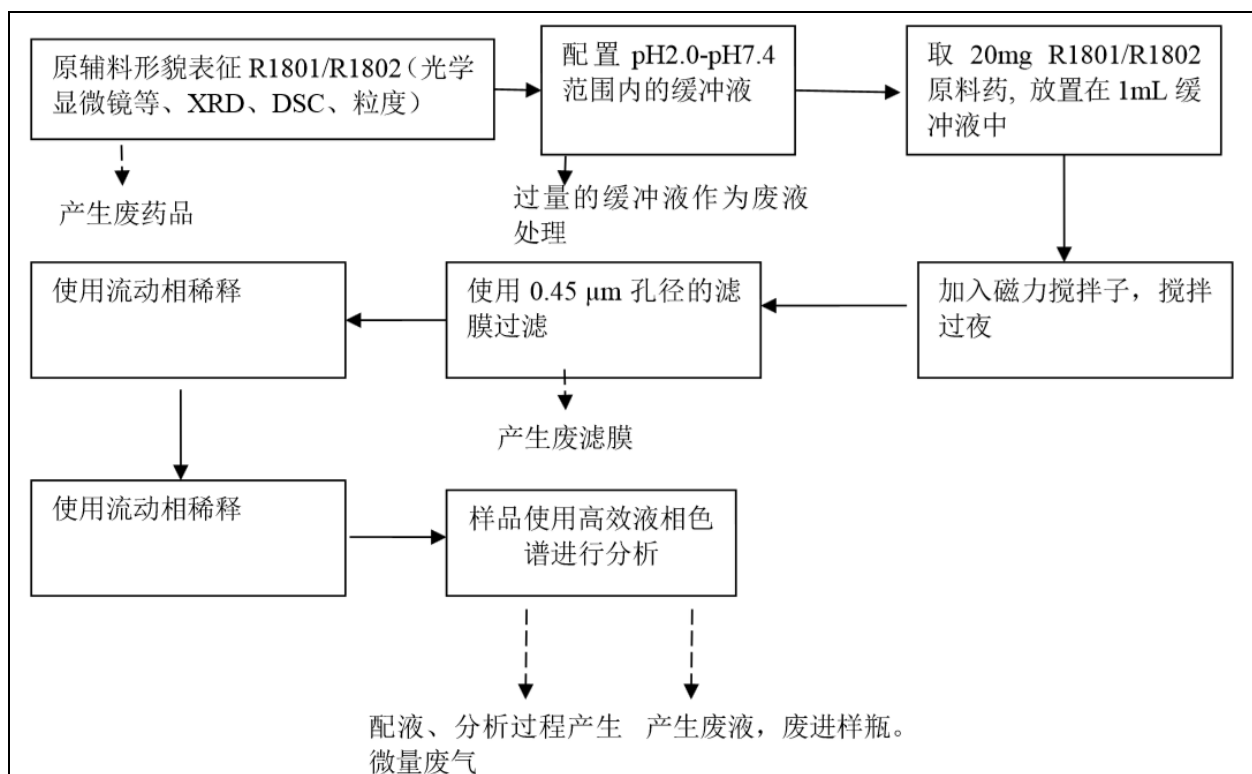 原辅料形貌表征 R1801/R1802（光学
显微镜等、XRD、DSC、粒度）
配置 pH2.0-pH7.4
范围内的缓冲液
取 20mg R1801/R1802
原料药, 放置在 1mL 缓
冲液中
产生废药品
过量的缓冲液作为废液
处理
使用流动相稀释
使用 0.45 μm 孔径的滤
膜过滤
加入磁力搅拌子，搅拌
过夜
产生废滤膜
使用流动相稀释
样品使用高效液相色
谱进行分析
配液、分析过程产生
微量废气
产生废液，废进样瓶。